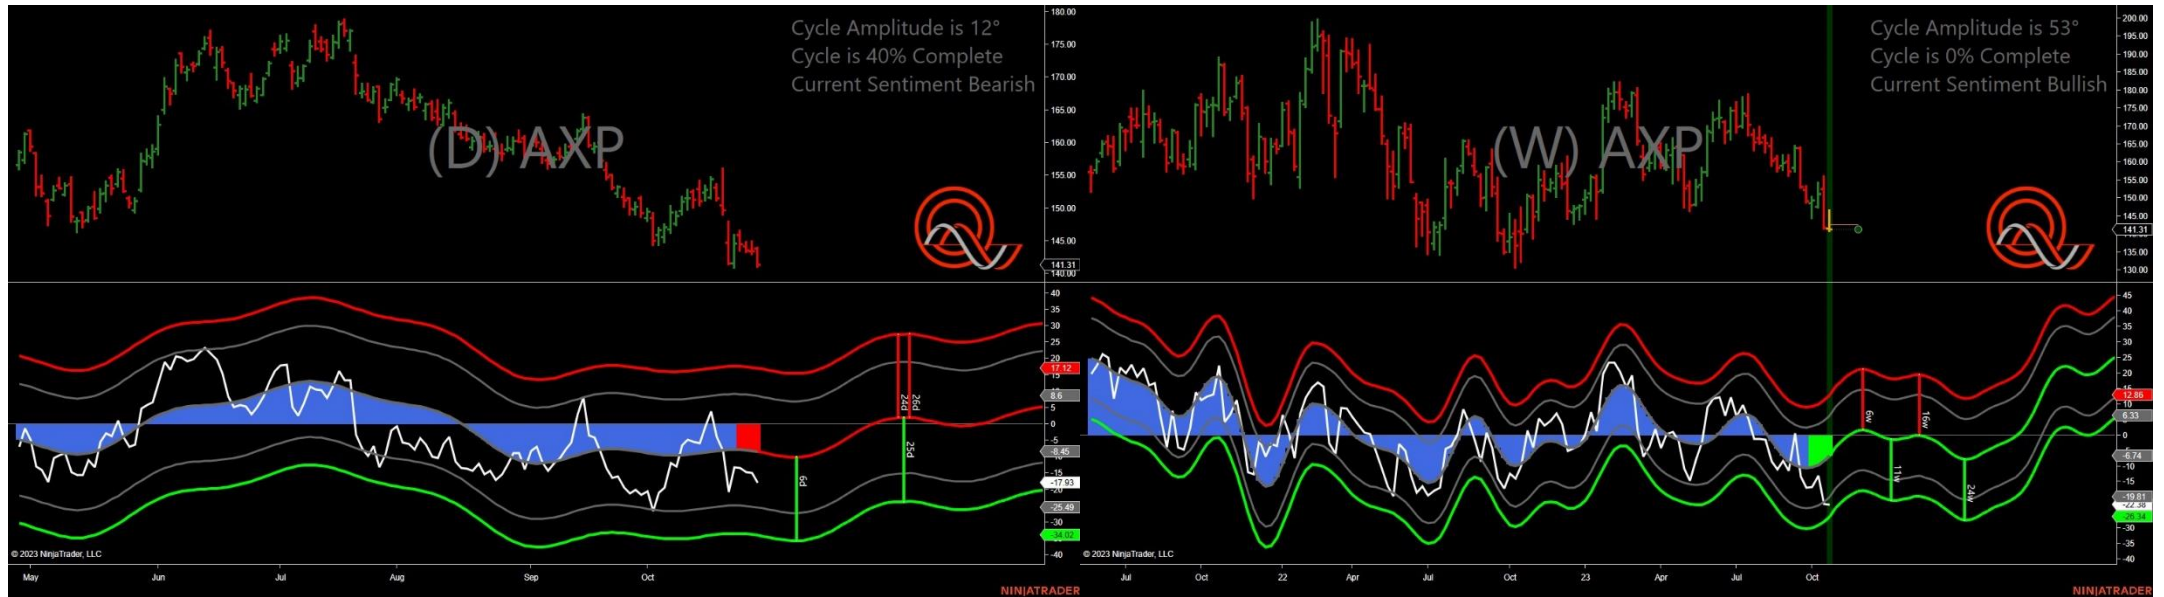 Cycle Amplitude is 12°
Cycle is 40% Complete
Current Sentiment Bearish
(D) AXP
180.00
175.00
170.00
165.00
160.00
155.00
150.00
145.00
141.31
140.00
40
35
30
25
20
17.12
15
8.6
5
0
-5
-8.45
-10
-15
-17.93
-20
-25.49
-30
-34.02
-40
24d
26d
25d
6d
© 2023 NinjaTrader, LLC
May
Jun
Jul
Aug
Sep
Oct
NINJATRADER
Cycle Amplitude is 53°
Cycle is 0% Complete
Current Sentiment Bullish
(W) AXP
200.00
195.00
190.00
185.00
180.00
175.00
170.00
165.00
160.00
155.00
150.00
145.00
141.31
135.00
130.00
45
40
35
30
25
20
15
12.86
10
6.33
0
-6.74
-10
-15
-19.81
-22.38
-26.34
-30
-35
-40
6w
16w
11w
24w
© 2023 NinjaTrader, LLC
Jul
Oct
22
Apr
Jul
Oct
23
Apr
Jul
Oct
NINJATRADER